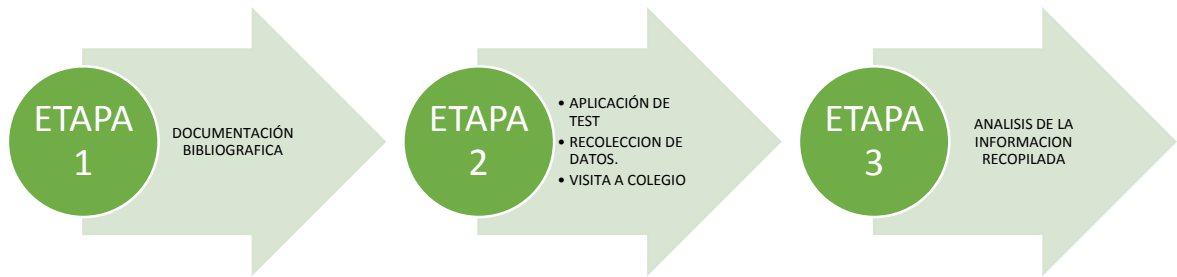 ETAPA
1
DOCUMENTACIÓN
BIBLIOGRAFICA
ETAPA
2
• APLICACIÓN DE
TEST
• RECOLECCION DE
DATOS.
• VISITA A COLEGIO
ETAPA
3
ANALISIS DE LA
INFORMACION
RECOPILADA